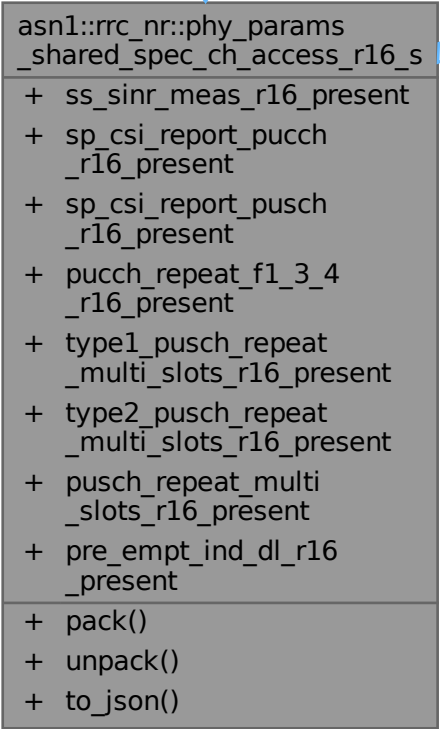 asn1::rrc_nr::phy_params
_shared_spec_ch_access_r16_s
+ ss_sinr_meas_r16_present
+ sp_csi_report_pucch
_r16_present
+ sp_csi_report_pusch
_r16_present
+ pucch_repeat_f1_3_4
_r16_present
+ type1_pusch_repeat
_multi_slots_r16_present
+ type2_pusch_repeat
_multi_slots_r16_present
+ pusch_repeat_multi
_slots_r16_present
+ pre_empt_ind_dl_r16
_present
+ pack()
+ unpack()
+ to_json()